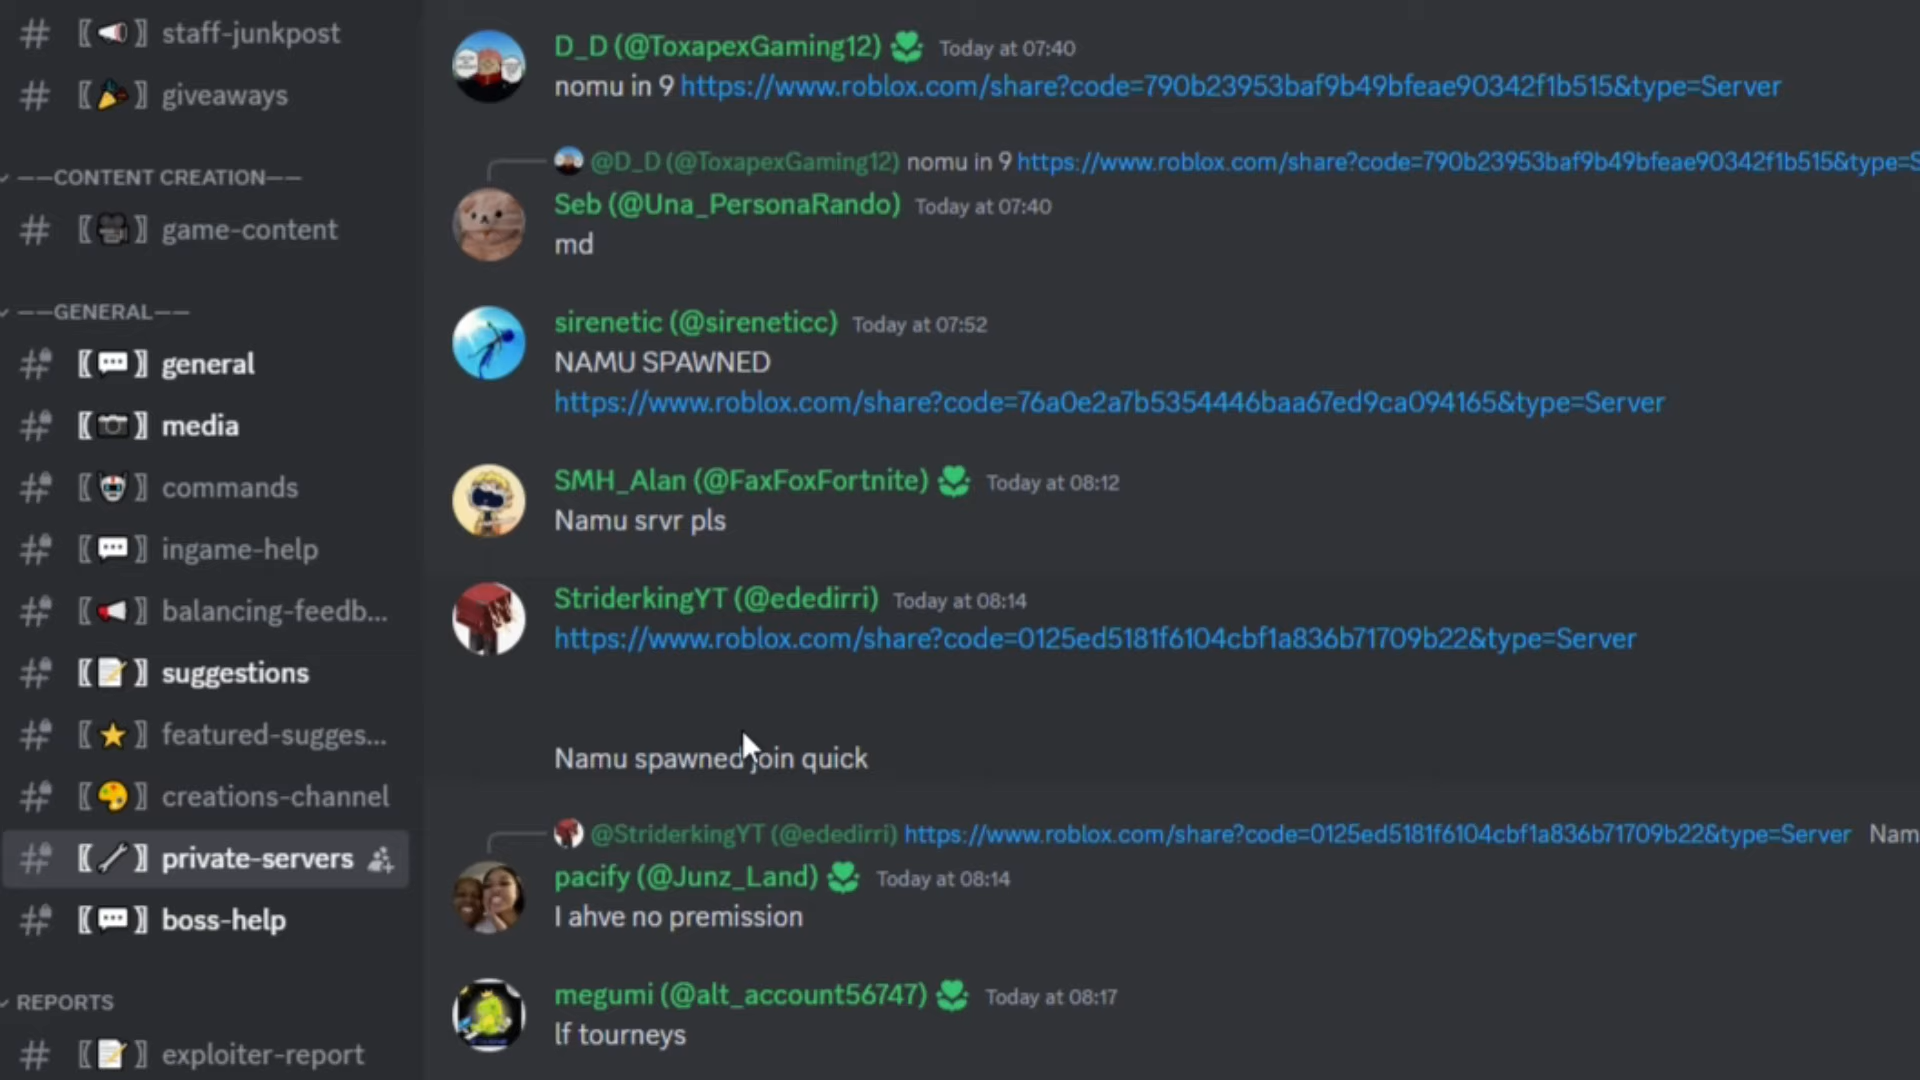 # 〖 〗 staff-junkpost
# 〖 〗 giveaways
——CONTENT CREATION——
# 〖 〗 game-content
——GENERAL——
# 〖 〗 general
# 〖 〗 media
# 〖 〗 commands
# 〖 〗 ingame-help
# 〖 〗 balancing-feedb...
# 〖 〗 suggestions
# 〖 〗 featured-sugges...
# 〖 〗 creations-channel
# 〖 〗 private-servers
# 〖 〗 boss-help
REPORTS
# 〖 〗 exploiter-report
D_D (@ToxapexGaming12) Today at 07:40
nomu in 9 https://www.roblox.com/share?code=790b23953baf9b49bfeae90342f1b515&type=Server
@D_D (@ToxapexGaming12) nomu in 9 https://www.roblox.com/share?code=790b23953baf9b49bfeae90342f1b515&type=S
Seb (@Una_PersonaRando) Today at 07:40
md
sirenetic (@sireneticc) Today at 07:52
NAMU SPAWNED
https://www.roblox.com/share?code=76a0e2a7b5354446baa67ed9ca094165&type=Server
SMH_Alan (@FaxFoxFortnite) Today at 08:12
Namu srvr pls
StriderkingYT (@ededirri) Today at 08:14
https://www.roblox.com/share?code=0125ed5181f6104cbf1a836b71709b22&type=Server
Namu spawned join quick
@StriderkingYT (@ededirri) https://www.roblox.com/share?code=0125ed5181f6104cbf1a836b71709b22&type=Server Nam
pacify (@Junz_Land) Today at 08:14
I ahve no premission
megumi (@alt_account56747) Today at 08:17
lf tourneys